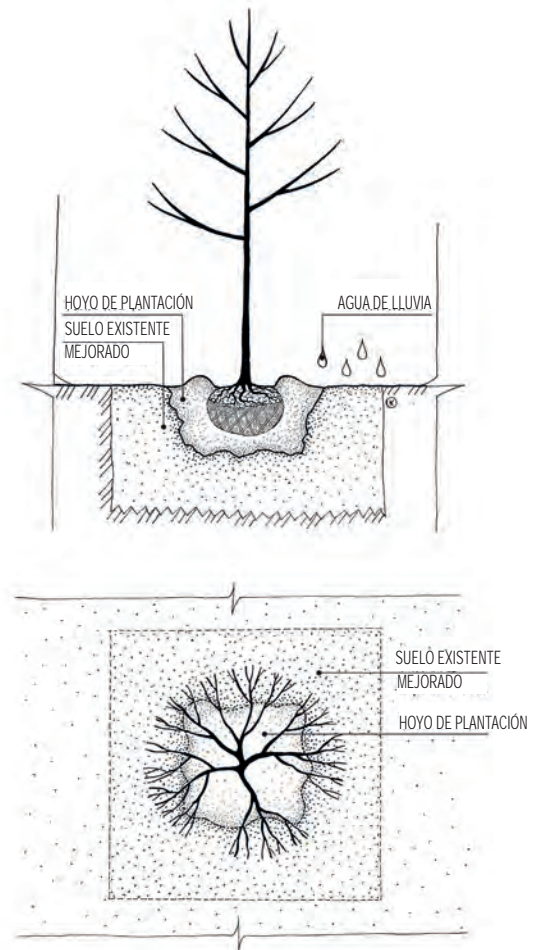 HOYO DE PLANTACIÓN
AGUA DE LLUVIA
SUELO EXISTENTE
MEJORADO
SUELO EXISTENTE
MEJORADO
HOYO DE PLANTACIÓN